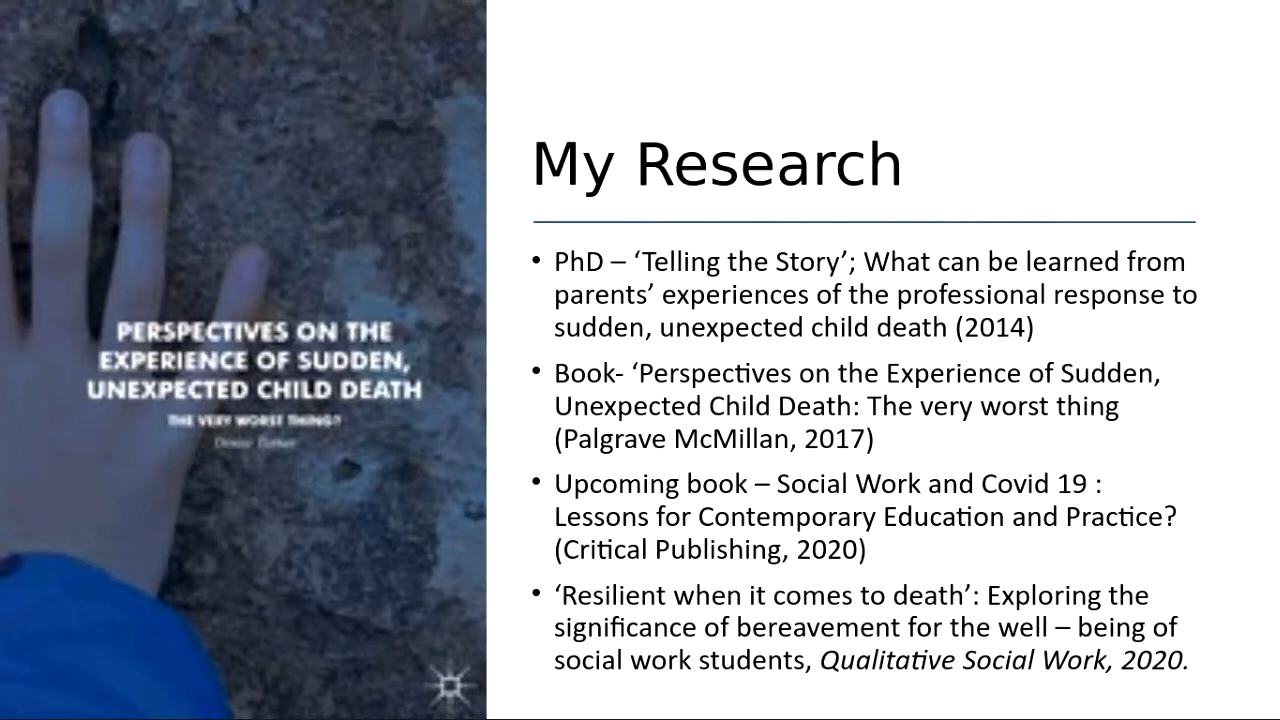 PERSPECTIVES ON THE
EXPERIENCE OF SUDDEN,
UNEXPECTED CHILD DEATH
THE VERY WORST THING?
My Research
• PhD – ‘Telling the Story’; What can be learned from
parents’ experiences of the professional response to
sudden, unexpected child death (2014)
• Book- ‘Perspectives on the Experience of Sudden,
Unexpected Child Death: The very worst thing
(Palgrave McMillan, 2017)
• Upcoming book – Social Work and Covid 19 :
Lessons for Contemporary Education and Practice?
(Critical Publishing, 2020)
• ‘Resilient when it comes to death’: Exploring the
significance of bereavement for the well – being of
social work students, Qualitative Social Work, 2020.